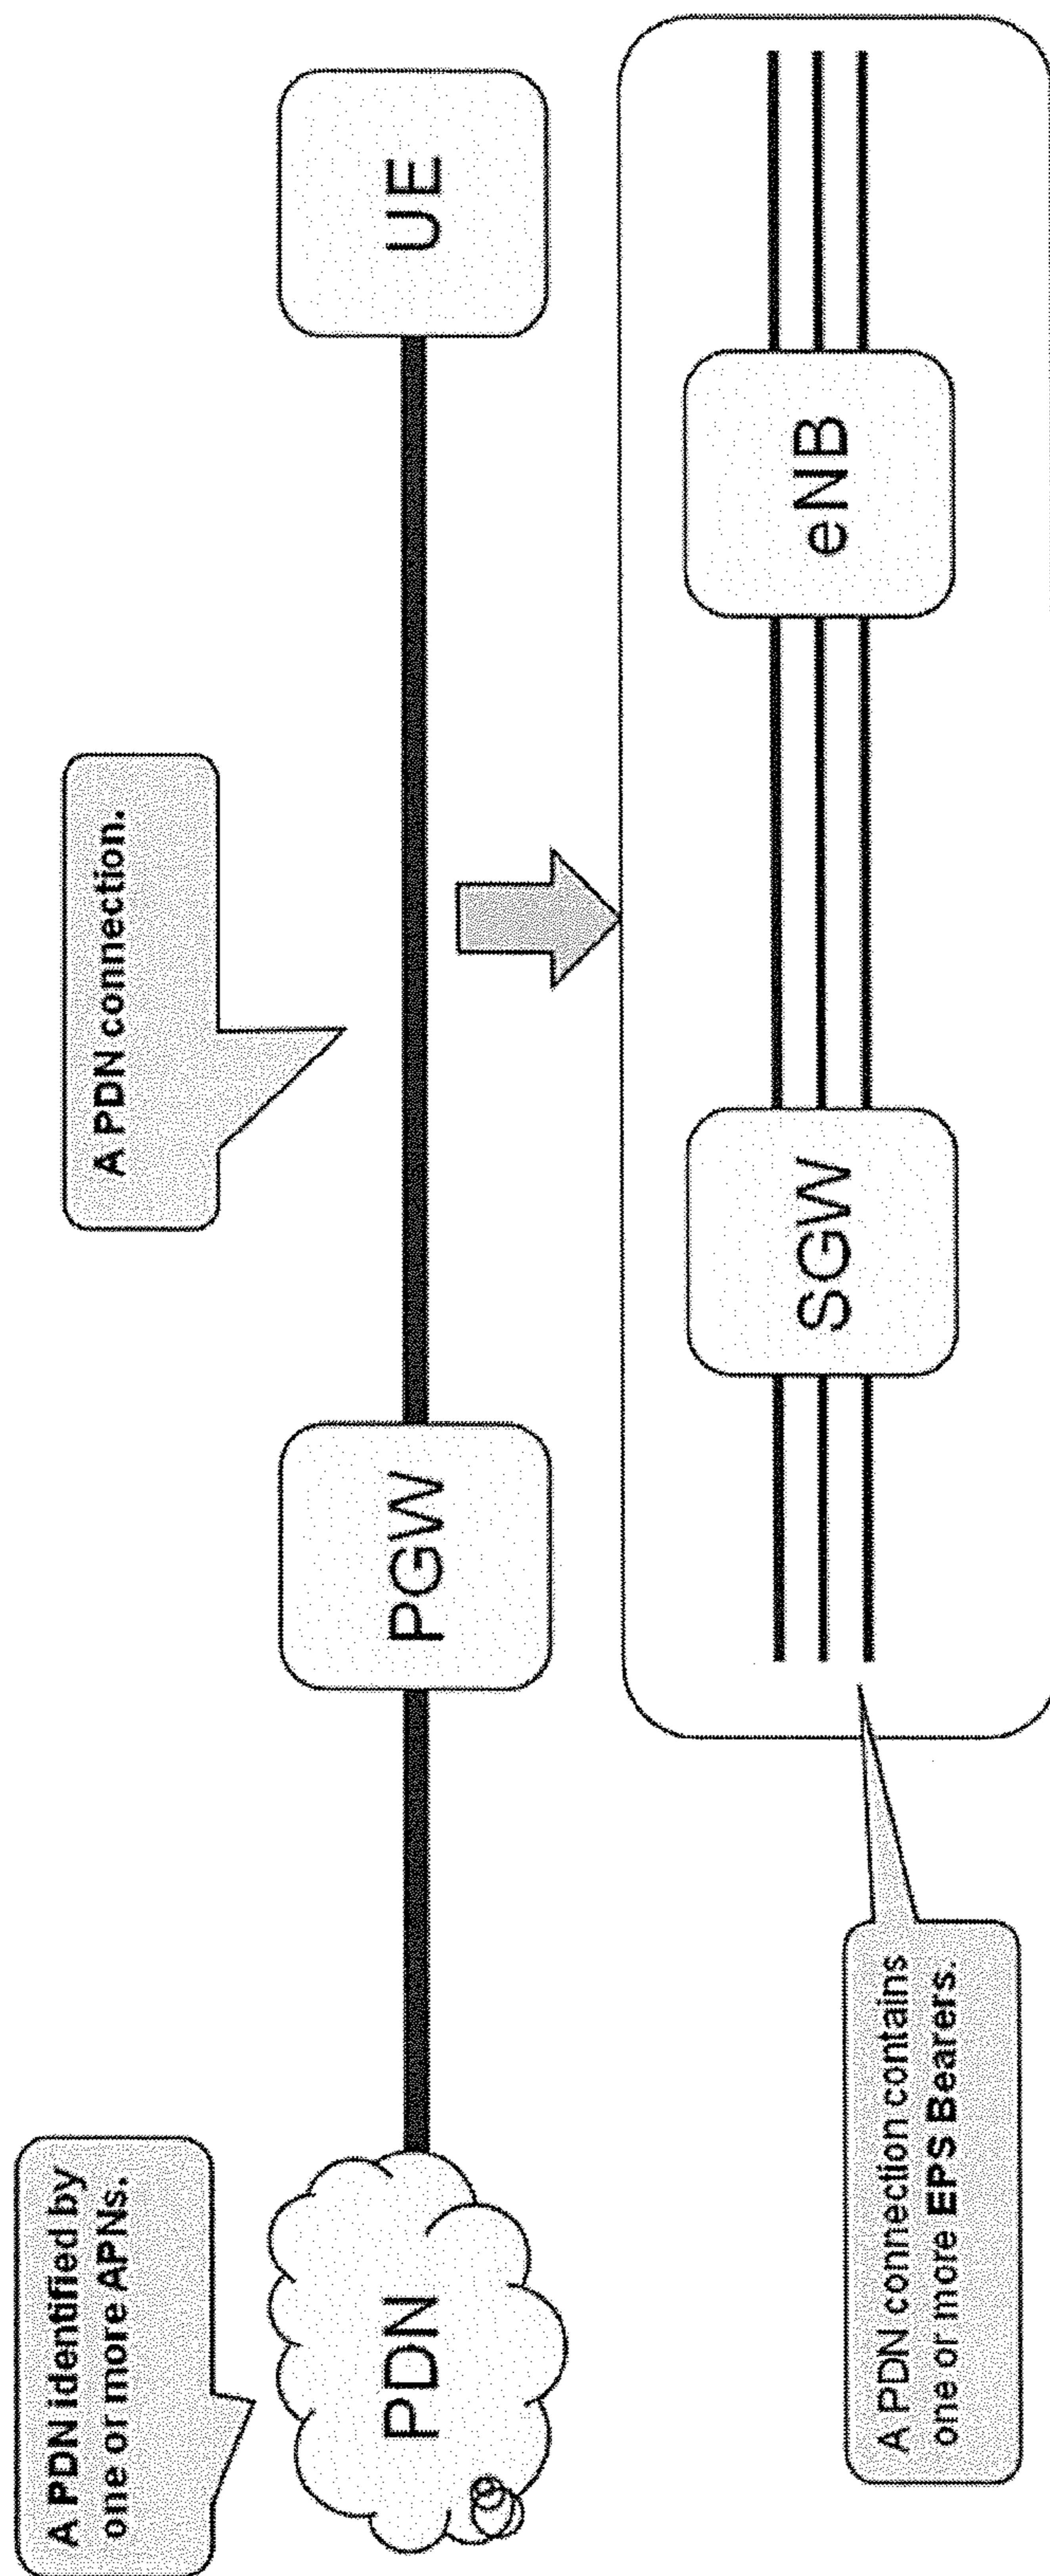 A PDN identified by
one or more APNs.
A PDN connection.
PDN
PGW
UE
SGW
eNB
A PDN connection contains
one or more EPS Bearers.